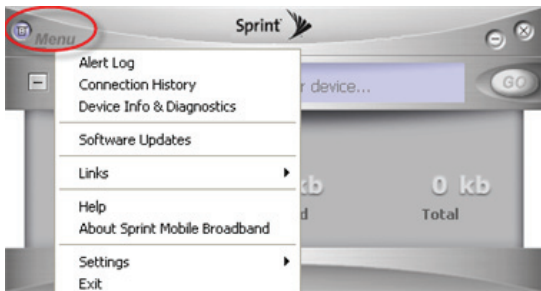 Menu
Sprint
Alert Log
Connection History
Device Info & Diagnostics
Software Updates
Links
Help
About Sprint Mobile Broadband
Settings
Exit
device...
GO
kb
0 kb
Total